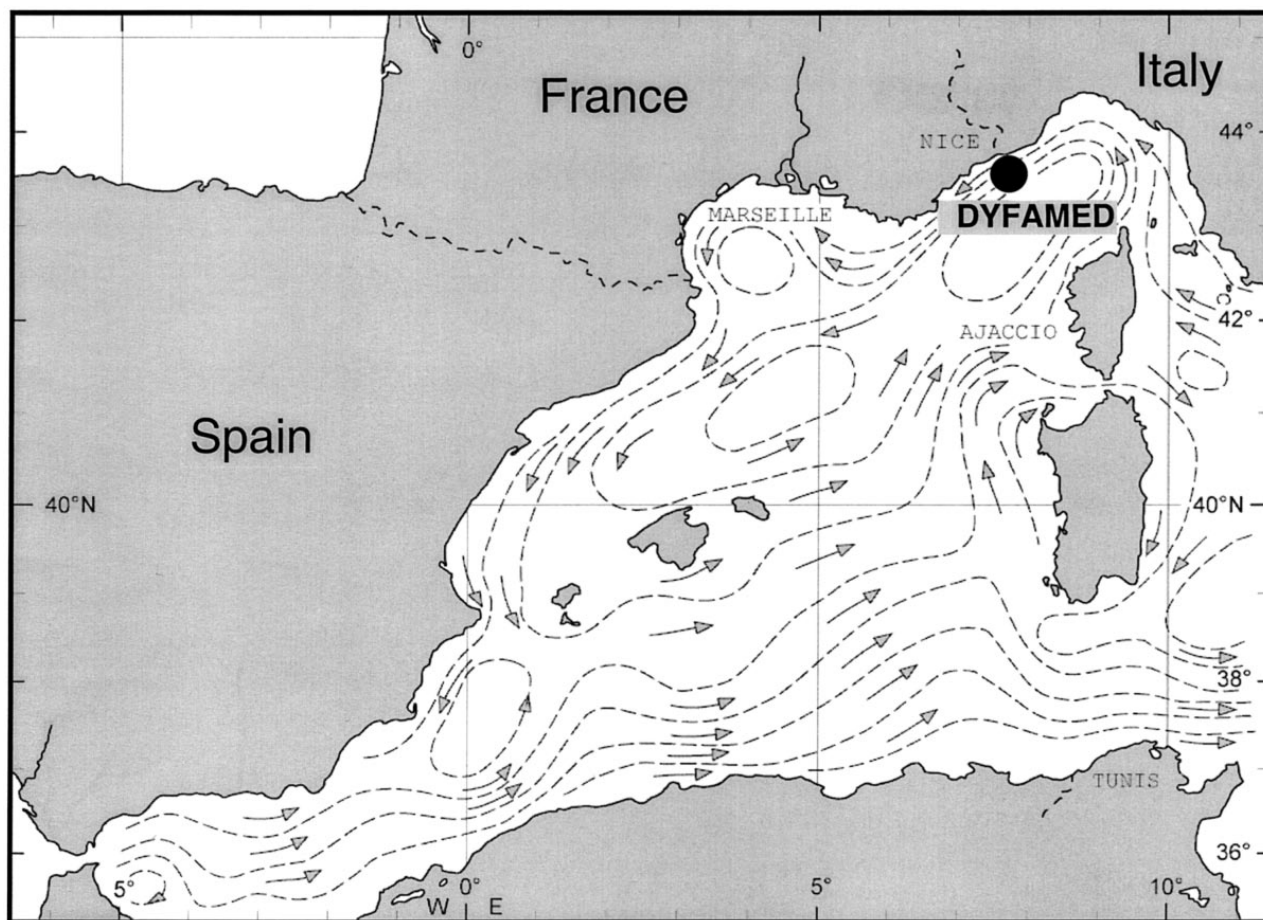 0°
France
Italy
44°
NICE
MARSEILLE
DYFAMED
42°
AJACCIO
Spain
40°N
40°N
38°
TUNIS
36°
5°
0°
5°
10°
W E